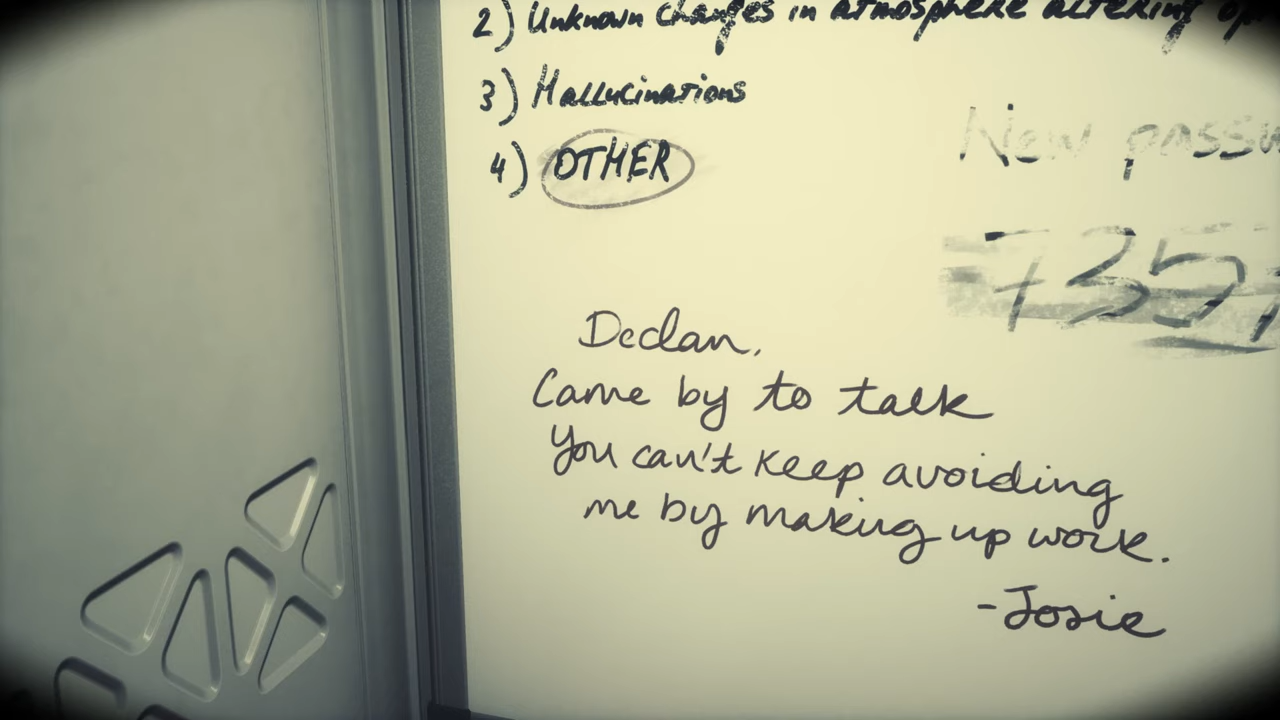 2) Unknown changes in atmosphere altering
3) Hallucinations
4) OTHER
New
735
Declan,
Came by to talk
You can't keep avoiding
me by making up work.
-Josie